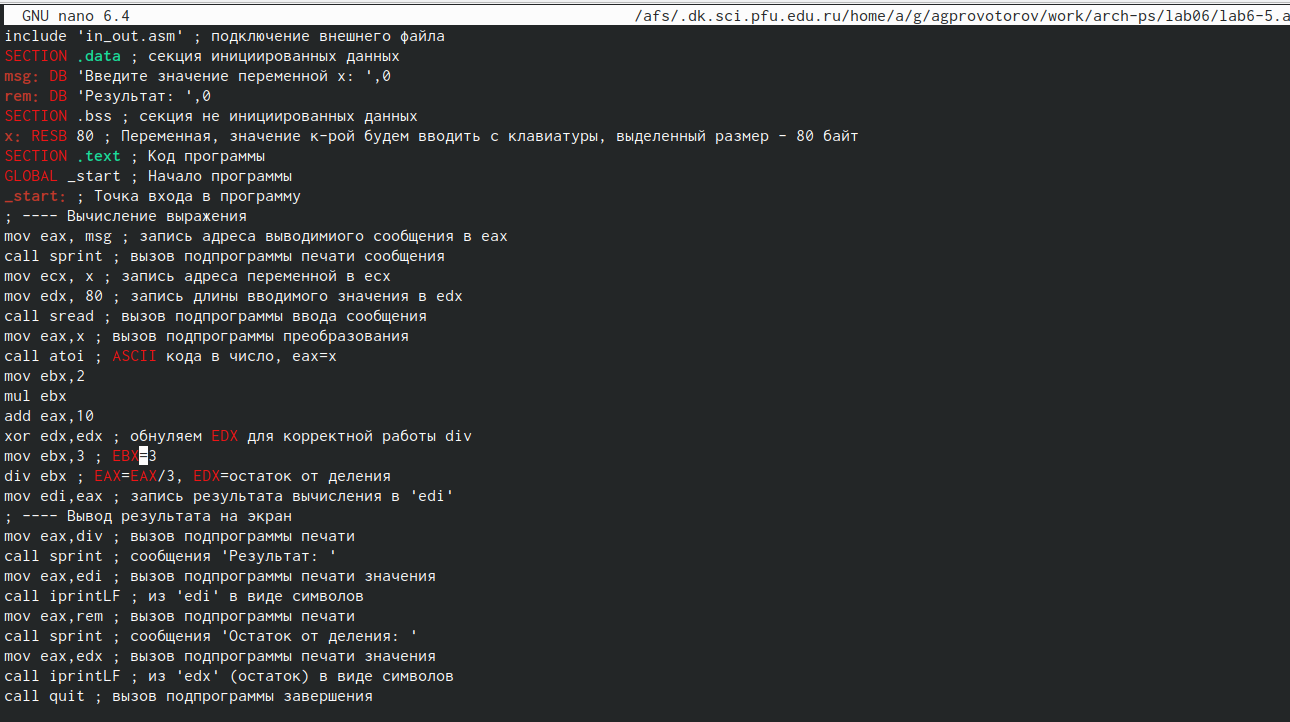 GNU nano 6.4 /afs/.dk.sci.pfu.edu.ru/home/a/g/agprovotorov/work/arch-ps/lab06/lab6-5.a
include 'in_out.asm' ; подключение внешнего файла
SECTION .data ; секция инициированных данных
msg: DB 'Введите значение переменной x: ',0
rem: DB 'Результат: ',0
SECTION .bss ; секция не инициированных данных
x: RESB 80 ; Переменная, значение к-рой будем вводить с клавиатуры, выделенный размер - 80 байт
SECTION .text ; Код программы
GLOBAL _start ; Начало программы
_start: ; Точка входа в программу
; ---- Вычисление выражения
mov eax, msg ; запись адреса выводимиого сообщения в eax
call sprint ; вызов подпрограммы печати сообщения
mov ecx, x ; запись адреса переменной в ecx
mov edx, 80 ; запись длины вводимого значения в edx
call sread ; вызов подпрограммы ввода сообщения
mov eax,x ; вызов подпрограммы преобразования
call atoi ; ASCII кода в число, eax=x
mov ebx,2
mul ebx
add eax,10
xor edx,edx ; обнуляем EDX для корректной работы div
mov ebx,3 ; EBX=3
div ebx ; EAX=EAX/3, EDX=остаток от деления
mov edi,eax ; запись результата вычисления в 'edi'
; ---- Вывод результата на экран
mov eax,div ; вызов подпрограммы печати
call sprint ; сообщения 'Результат: '
mov eax,edi ; вызов подпрограммы печати значения
call iprintLF ; из 'edi' в виде символов
mov eax,rem ; вызов подпрограммы печати
call sprint ; сообщения 'Остаток от деления: '
mov eax,edx ; вызов подпрограммы печати значения
call iprintLF ; из 'edx' (остаток) в виде символов
call quit ; вызов подпрограммы завершения